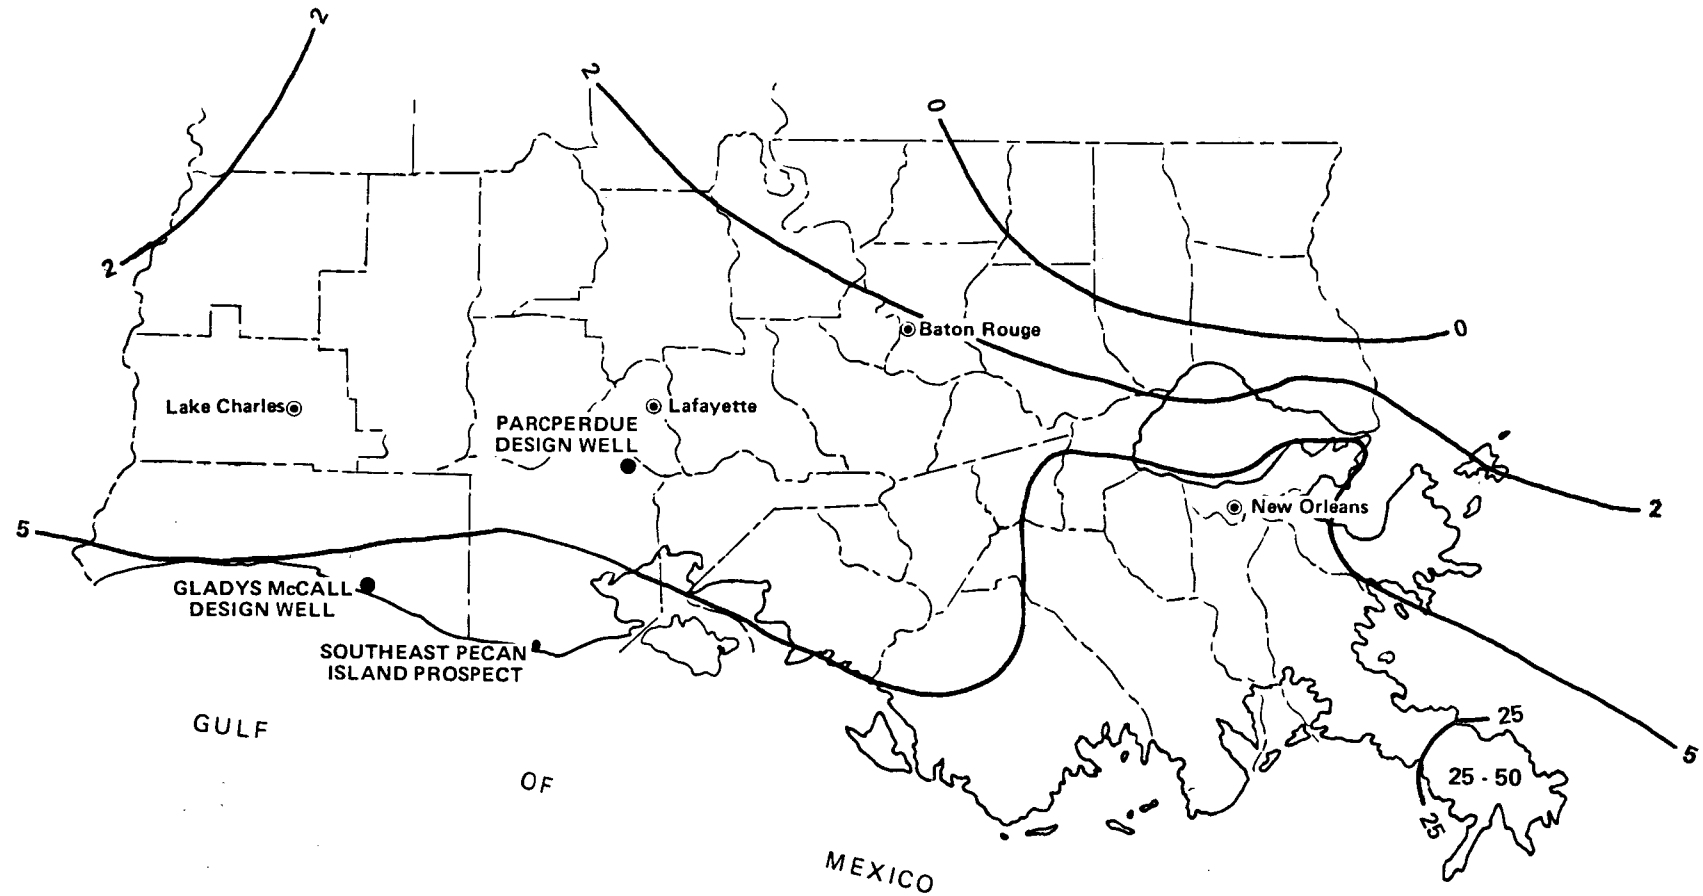 2
2
0
2
0
Baton Rouge
Lake Charles
Lafayette
PARCPERDUE
DESIGN WELL
New Orleans
2
5
GLADYS McCALL
DESIGN WELL
SOUTHEAST PECAN
ISLAND PROSPECT
GULF
OF
MEXICO
25
5
25 - 50
25